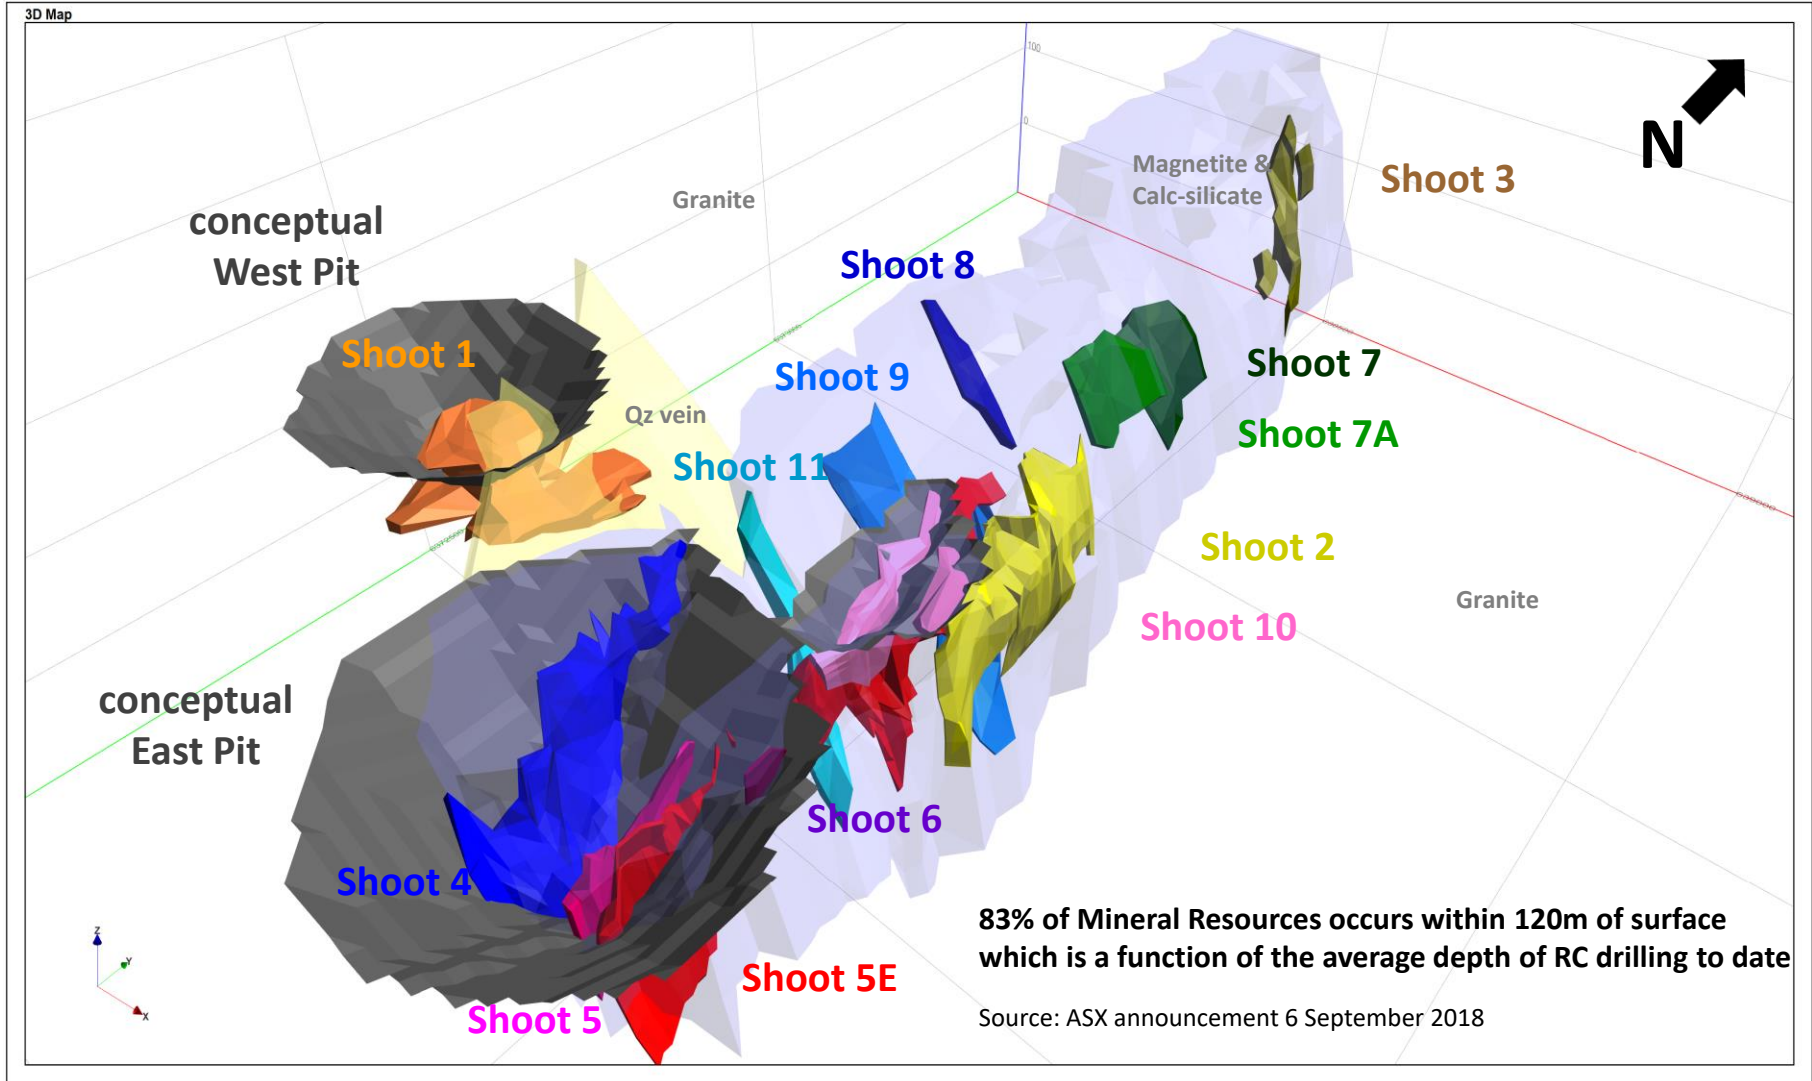 3D Map
100
0
N
Magnetite &
Calc-silicate
Shoot 3
Granite
conceptual
West Pit
Shoot 8
Shoot 1
Shoot 9
Shoot 7
Qz vein
Shoot 7A
Shoot 11
Shoot 2
Granite
Shoot 10
conceptual
East Pit
Shoot 6
Shoot 4
83% of Mineral Resources occurs within 120m of surface
which is a function of the average depth of RC drilling to date
Shoot 5E
Shoot 5
Source: ASX announcement 6 September 2018
Z
Y
X